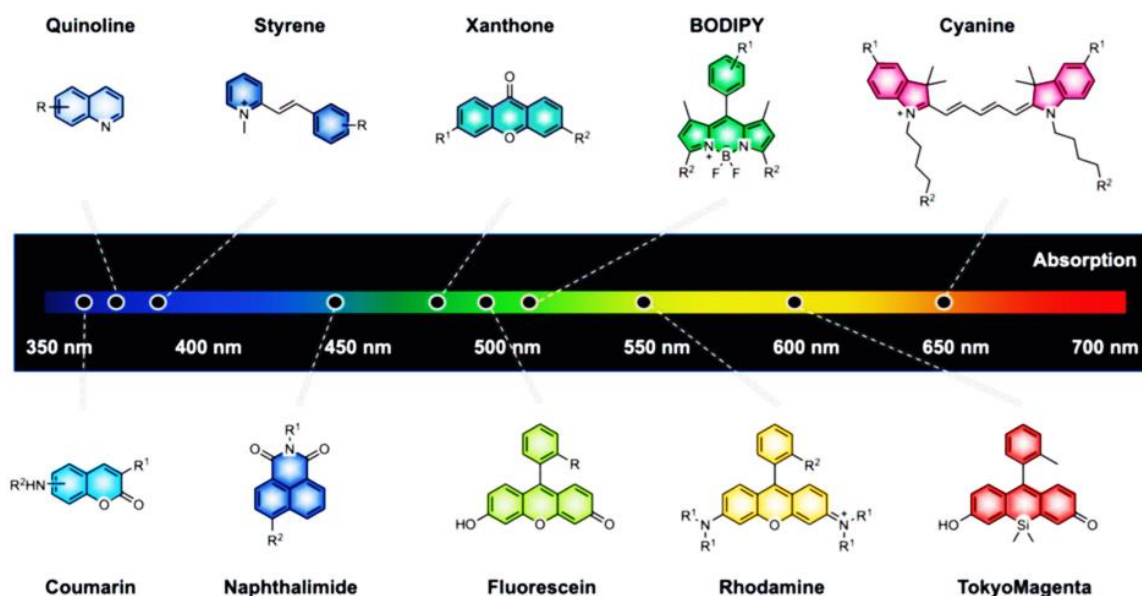 Quinoline Styrene Xanthone BODIPY Cyanine
R N
N⁺ R
O R¹ O R²
R¹ N⁺ B N R² F F R²
R¹ R¹ N⁺ N R² R²
Absorption
350 nm 400 nm 450 nm 500 nm 550 nm 600 nm 650 nm 700 nm
R²HN R¹ O O
R¹ O N O R²
R HO O O
R² R¹ N R¹ O N⁺ R¹ R¹
HO Si O
Coumarin Naphthalimide Fluorescein Rhodamine TokyoMagenta